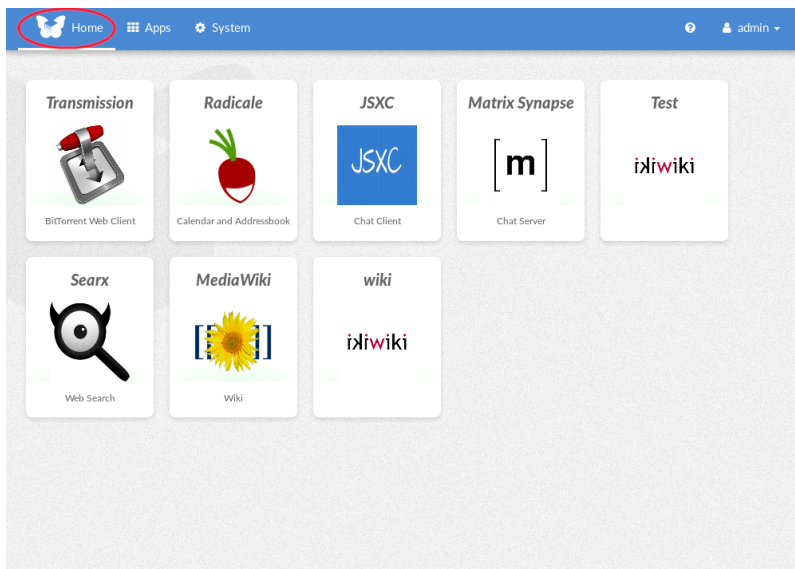 Home Apps System admin
Transmission Radicale JSXC Matrix Synapse Test
JSXC [m] ikiwiki
BitTorrent Web Client Calendar and Addressbook Chat Client Chat Server
Searx MediaWiki wiki
[[ ]] ikiwiki
Web Search Wiki